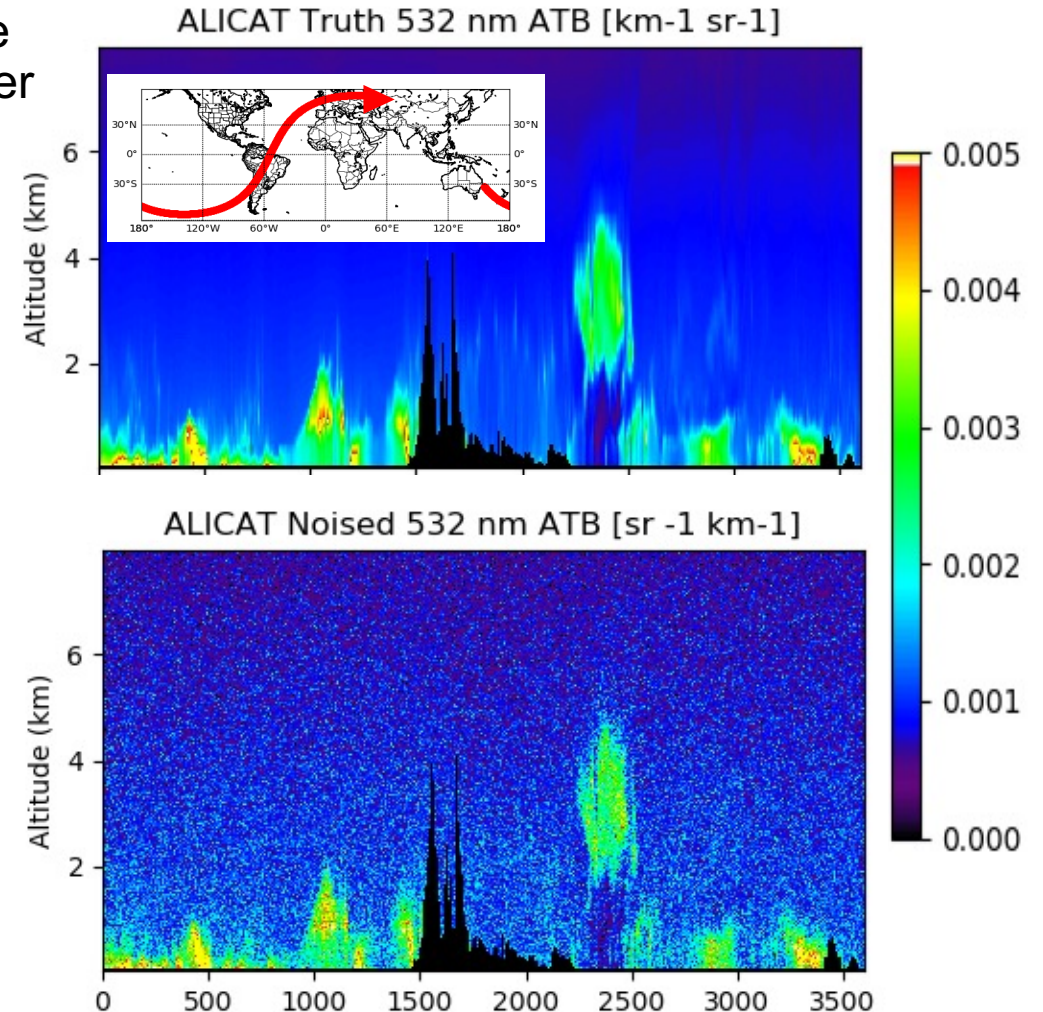 e
er
ALICAT Truth 532 nm ATB [km-1 sr-1]
30°N 30°N
0° 0°
30°S 30°S
180° 120°W 60°W 0° 60°E 120°E 180°
6
4
2
Altitude (km)
ALICAT Noised 532 nm ATB [sr -1 km-1]
6
4
2
Altitude (km)
0 500 1000 1500 2000 2500 3000 3500
0.005
0.004
0.003
0.002
0.001
0.000